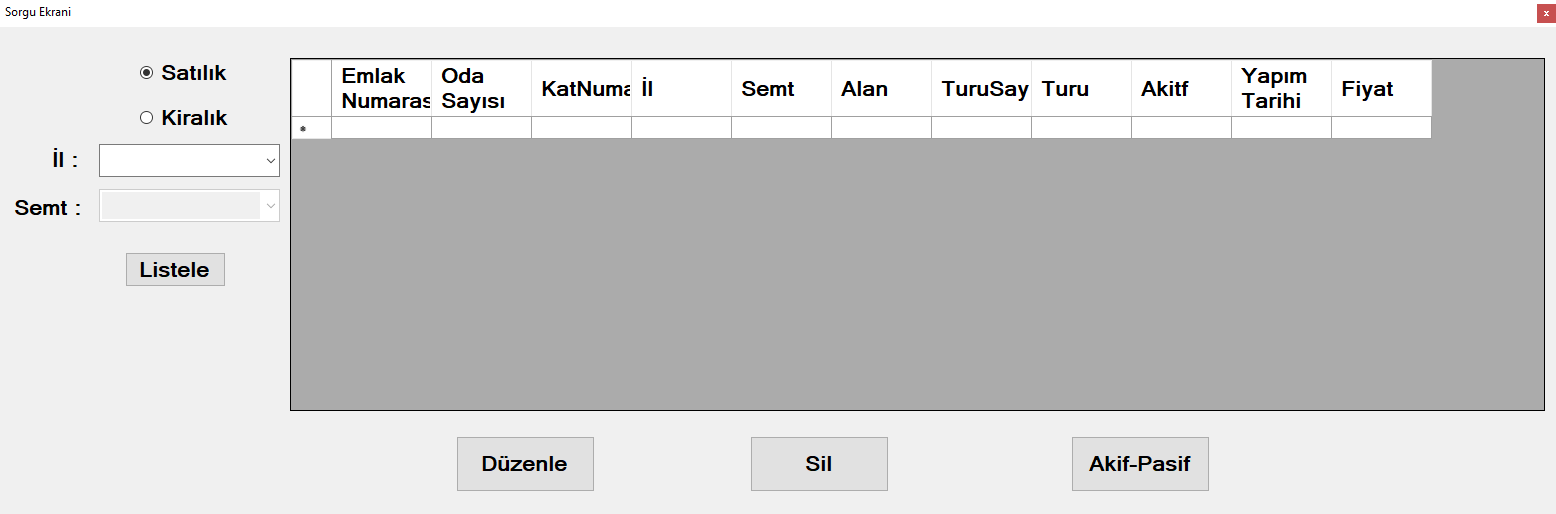 Sorgu Ekrani
x
Satılık
Kiralık
İl :
Semt :
Listele
Emlak
Numaras
Oda
Sayısı
KatNuma
İl
Semt
Alan
TuruSay
Turu
Akitf
Yapım
Tarihi
Fiyat
*
Düzenle
Sil
Akif-Pasif